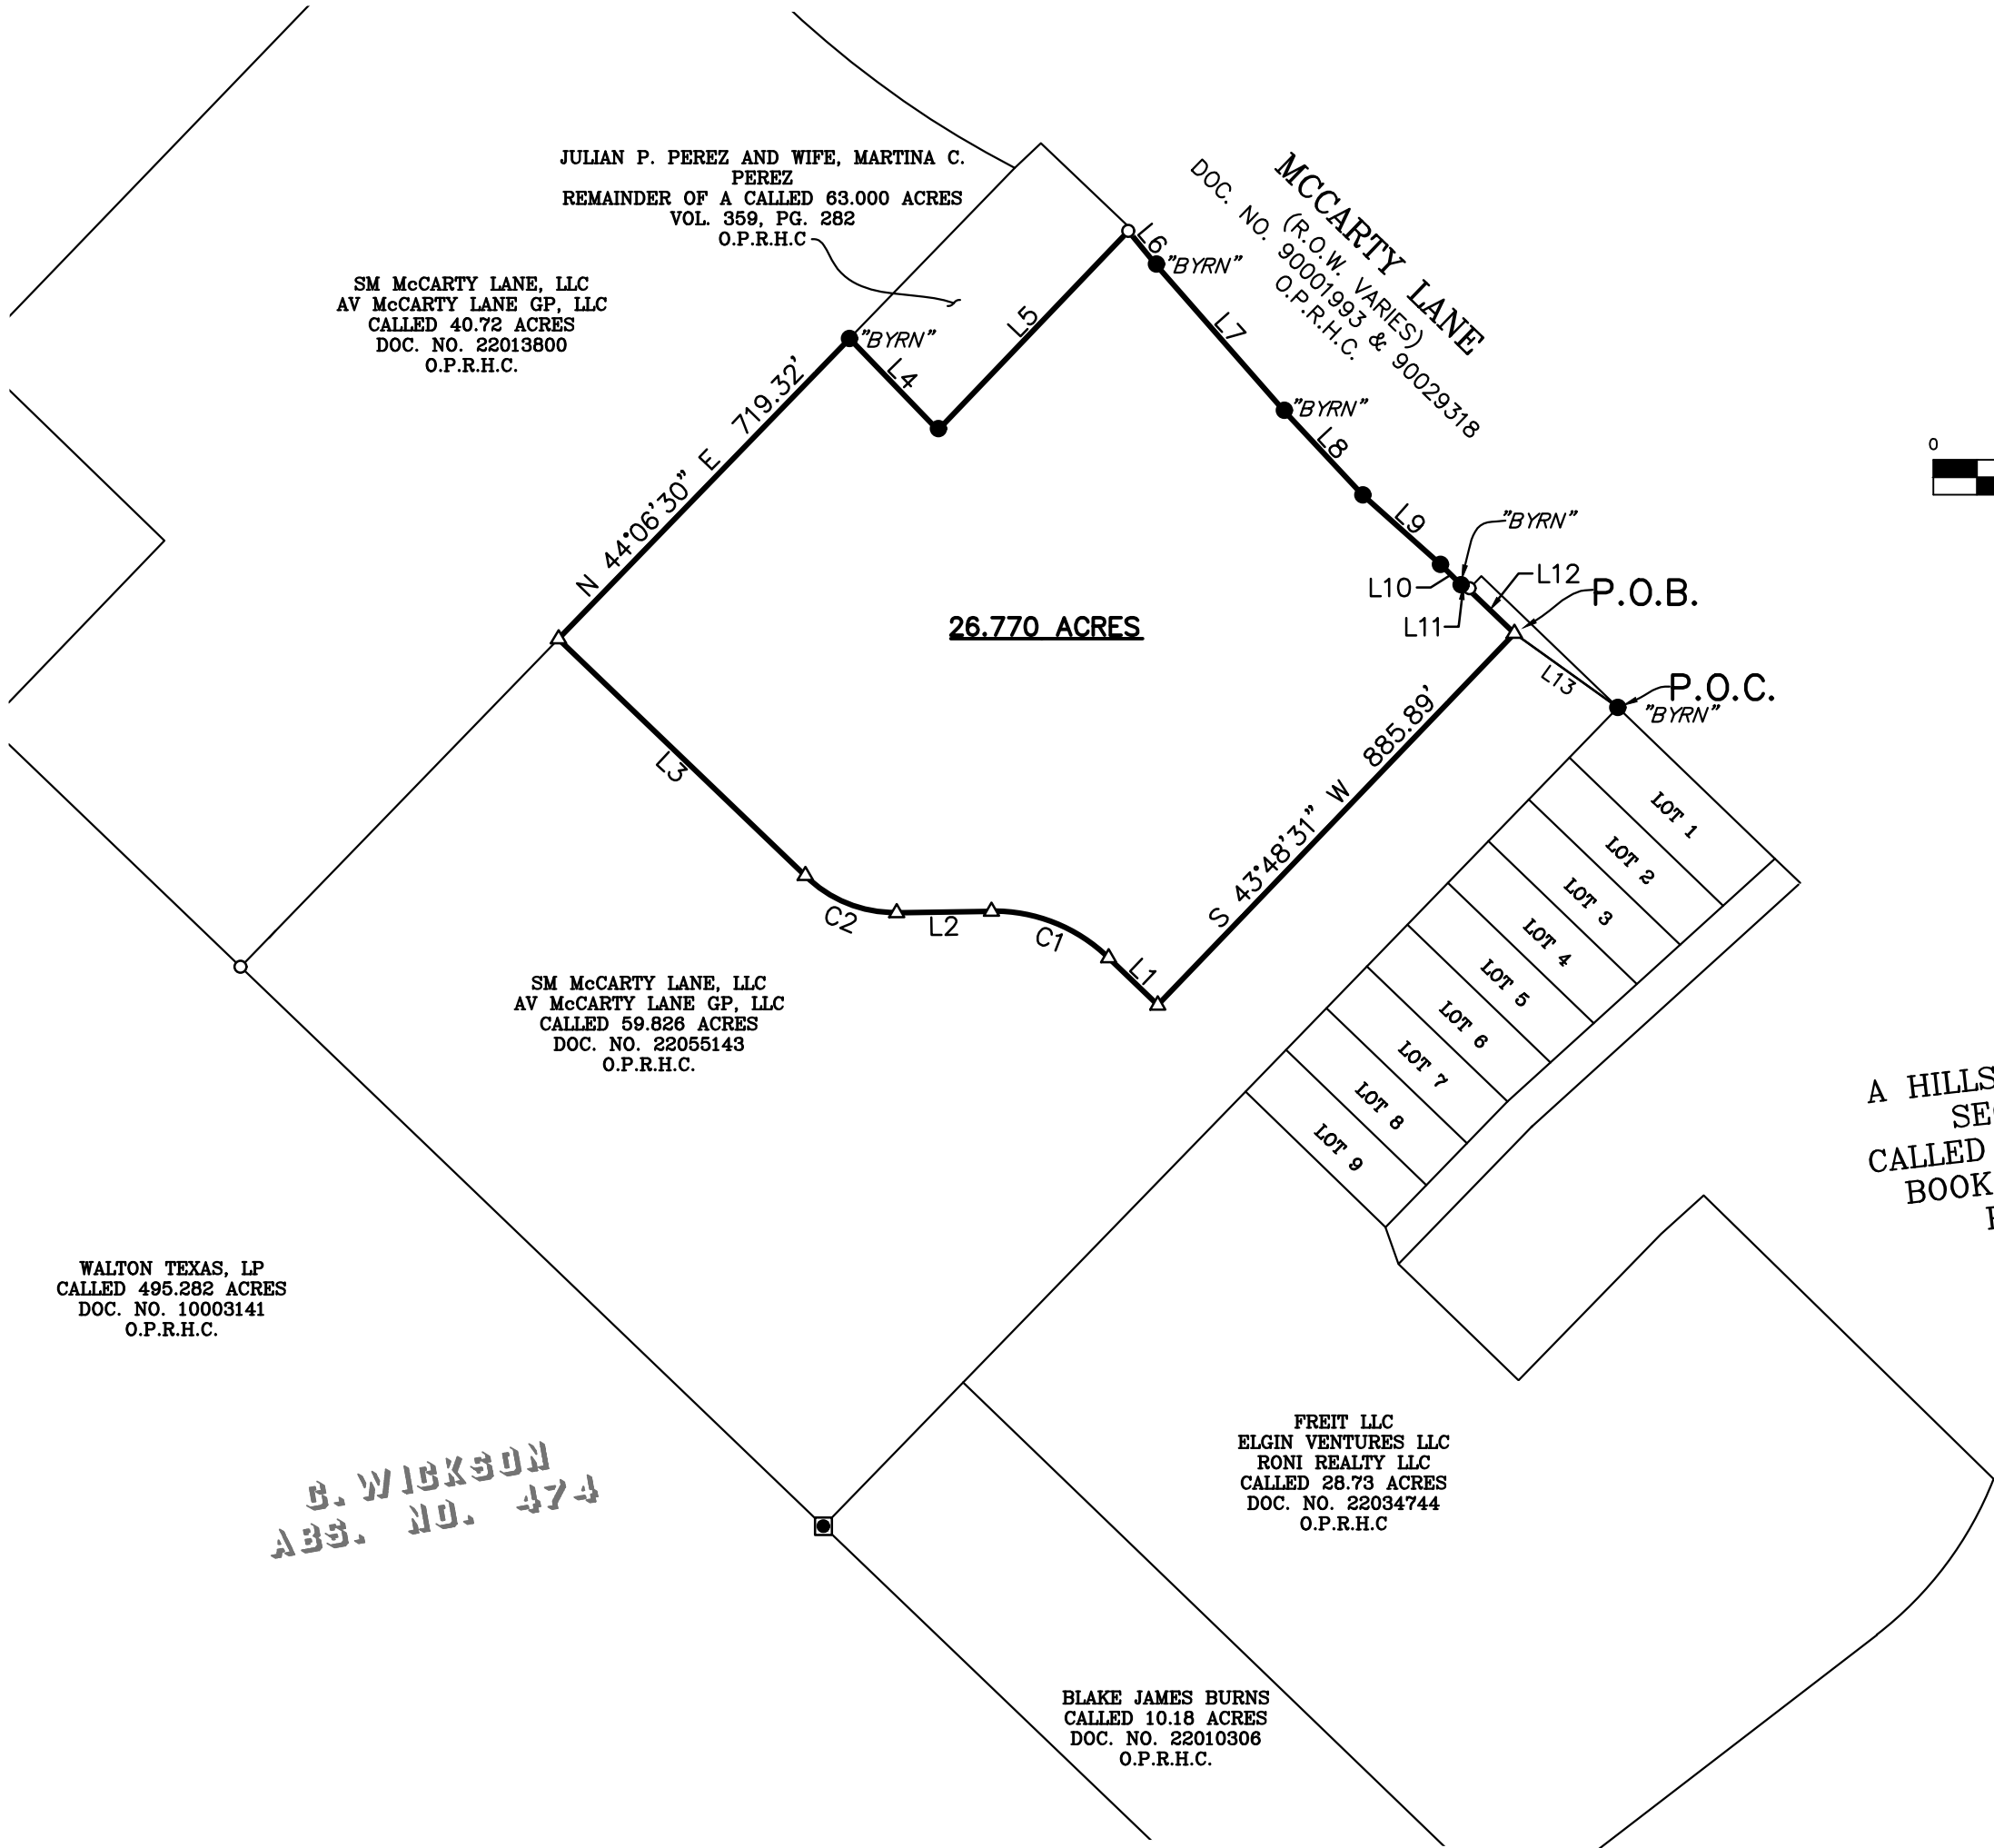 JULIAN P. PEREZ AND WIFE, MARTINA C.
PEREZ
REMAINDER OF A CALLED 63.000 ACRES
VOL. 359, PG. 282
O.P.R.H.C
MCCARTY LANE
(R.O.W. VARIES)
DOC. NO. 90001993 & 90029318
O.P.R.H.C.
SM McCARTY LANE, LLC
AV McCARTY LANE GP, LLC
CALLED 40.72 ACRES
DOC. NO. 22013800
O.P.R.H.C.
L6
"BYRN"
L7
L5
"BYRN"
L4
"BYRN"
L8
N 44°06'30" E 719.32'
0
L9
"BYRN"
L10
L12
P.O.B.
L11
26.770 ACRES
L13
P.O.C.
"BYRN"
S 43°48'31" W 885.89'
L3
C2
L2
C1
L1
LOT 1
LOT 2
LOT 3
LOT 4
LOT 5
LOT 6
LOT 7
LOT 8
LOT 9
SM McCARTY LANE, LLC
AV McCARTY LANE GP, LLC
CALLED 59.826 ACRES
DOC. NO. 22055143
O.P.R.H.C.
A HILLS
SE
CALLED
BOOK
WALTON TEXAS, LP
CALLED 495.282 ACRES
DOC. NO. 10003141
O.P.R.H.C.
C. WICKSON
ABS. NO. 474
FREIT LLC
ELGIN VENTURES LLC
RONI REALTY LLC
CALLED 28.73 ACRES
DOC. NO. 22034744
O.P.R.H.C
BLAKE JAMES BURNS
CALLED 10.18 ACRES
DOC. NO. 22010306
O.P.R.H.C.